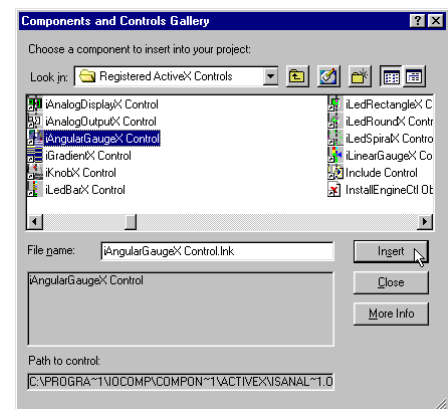 Components and Controls Gallery
Choose a component to insert into your project:
Look in: Registered ActiveX Controls
iAnalogDisplayX Control
iAnalogOutputX Control
iAngularGaugeX Control
iGradientX Control
iKnobX Control
iLedBarX Control
iLedRectangleX C
iLedRoundX Contr
iLedSpiralX Contro
iLinearGaugeX Co
Include Control
InstallEngineCtl Ob
File name: iAngularGaugeX Control.lnk
Insert
iAngularGaugeX Control
Close
More Info
Path to control:
C:\PROGRA~1\IOCOMP\COMPON~1\ACTIVEX\ISANAL~1.O